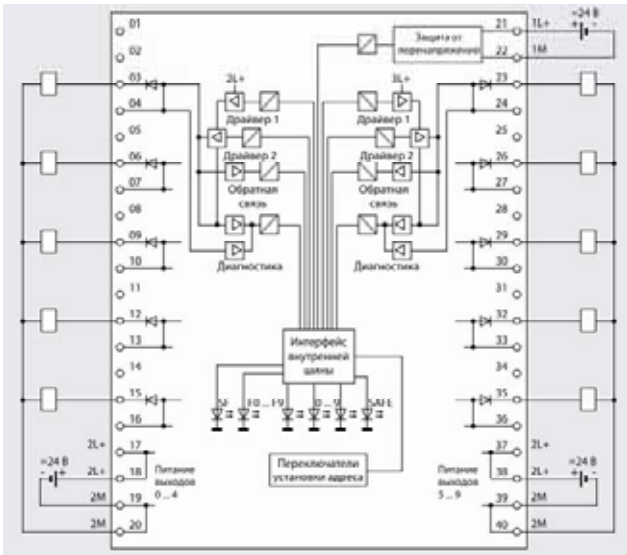 01
02
03
04
05
06
07
08
09
10
11
12
13
14
15
16
2L+ 17
=24 В
- +
2L+ 18
2M 19
2M 20
Питание
выходов
0 ... 4
2L+
Драйвер 1
Драйвер 2
Обратная
связь
Диагностика
3L+
Драйвер 1
Драйвер 2
Обратная
связь
Диагностика
Защита от
перенапряжения
Интерфейс
внутренней
шины
SF F0 ... F9 0 ... 9 SAFE
Переключатели
установки адреса
21 1L+
=24 В
+ -
22 1M
23
24
25
26
27
28
29
30
31
32
33
34
35
36
37 2L+
=24 В
+ -
38 2L+
39 2M
40 2M
Питание
выходов
5 ... 9